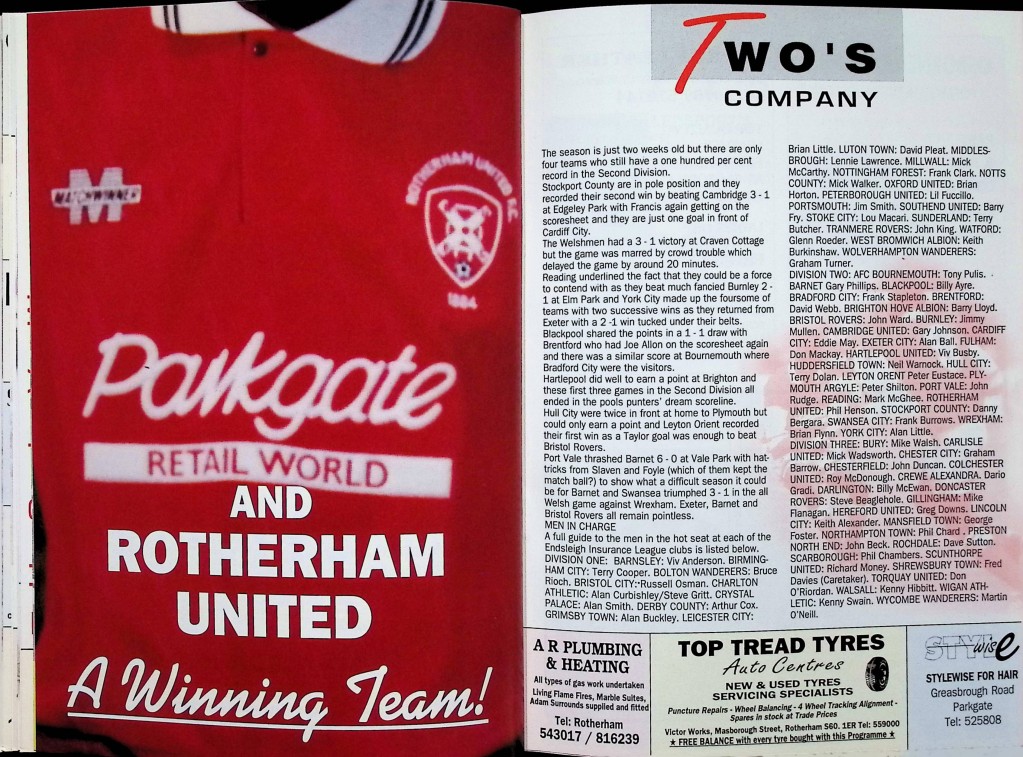 MATCHWINNER
ROTHERHAM UNITED F.C.
1884
Parkgate
RETAIL WORLD
AND
ROTHERHAM
UNITED
A Winning Team!
TWO'S
COMPANY
The season is just two weeks old but there are only
four teams who still have a one hundred per cent
record in the Second Division.
Stockport County are in pole position and they
recorded their second win by beating Cambridge 3 - 1
at Edgeley Park with Francis again getting on the
scoresheet and they are just one goal in front of
Cardiff City.
The Welshmen had a 3 - 1 victory at Craven Cottage
but the game was marred by crowd trouble which
delayed the game by around 20 minutes.
Reading underlined the fact that they could be a force
to contend with as they beat much fancied Burnley 2 -
1 at Elm Park and York City made up the foursome of
teams with two successive wins as they returned from
Exeter with a 2 -1 win tucked under their belts.
Blackpool shared the points in a 1 - 1 draw with
Brentford who had Joe Allon on the scoresheet again
and there was a similar score at Bournemouth where
Bradford City were the visitors.
Hartlepool did well to earn a point at Brighton and
these first three games in the Second Division all
ended in the pools punters' dream scoreline.
Hull City were twice in front at home to Plymouth but
could only earn a point and Leyton Orient recorded
their first win as a Taylor goal was enough to beat
Bristol Rovers.
Port Vale thrashed Barnet 6 - 0 at Vale Park with hat-
tricks from Slaven and Foyle (which of them kept the
match ball?) to show what a difficult season it could
be for Barnet and Swansea triumphed 3 - 1 in the all
Welsh game against Wrexham. Exeter, Barnet and
Bristol Rovers all remain pointless.
MEN IN CHARGE
A full guide to the men in the hot seat at each of the
Endsleigh Insurance League clubs is listed below.
DIVISION ONE: BARNSLEY: Viv Anderson. BIRMING-
HAM CITY: Terry Cooper. BOLTON WANDERERS: Bruce
Rioch. BRISTOL CITY: Russell Osman. CHARLTON
ATHLETIC: Alan Curbishley/Steve Gritt. CRYSTAL
PALACE: Alan Smith. DERBY COUNTY: Arthur Cox.
GRIMSBY TOWN: Alan Buckley. LEICESTER CITY:
Brian Little. LUTON TOWN: David Pleat. MIDDLES-
BROUGH: Lennie Lawrence. MILLWALL: Mick
McCarthy. NOTTINGHAM FOREST: Frank Clark. NOTTS
COUNTY: Mick Walker. OXFORD UNITED: Brian
Horton. PETERBOROUGH UNITED: Lil Fuccillo.
PORTSMOUTH: Jim Smith. SOUTHEND UNITED: Barry
Fry. STOKE CITY: Lou Macari. SUNDERLAND: Terry
Butcher. TRANMERE ROVERS: John King. WATFORD:
Glenn Roeder. WEST BROMWICH ALBION: Keith
Burkinshaw. WOLVERHAMPTON WANDERERS:
Graham Turner.
DIVISION TWO: AFC BOURNEMOUTH: Tony Pulis.
BARNET Gary Phillips. BLACKPOOL: Billy Ayre.
BRADFORD CITY: Frank Stapleton. BRENTFORD:
David Webb. BRIGHTON HOVE ALBION: Barry Lloyd.
BRISTOL ROVERS: John Ward. BURNLEY: Jimmy
Mullen. CAMBRIDGE UNITED: Gary Johnson. CARDIFF
CITY: Eddie May. EXETER CITY: Alan Ball. FULHAM:
Don Mackay. HARTLEPOOL UNITED: Viv Busby.
HUDDERSFIELD TOWN: Neil Warnock. HULL CITY:
Terry Dolan. LEYTON ORENT Peter Eustace. PLY-
MOUTH ARGYLE: Peter Shilton. PORT VALE: John
Rudge. READING: Mark McGhee. ROTHERHAM
UNITED: Phil Henson. STOCKPORT COUNTY: Danny
Bergara. SWANSEA CITY: Frank Burrows. WREXHAM:
Brian Flynn. YORK CITY: Alan Little.
DIVISION THREE: BURY: Mike Walsh. CARLISLE
UNITED: Mick Wadsworth. CHESTER CITY: Graham
Barrow. CHESTERFIELD: John Duncan. COLCHESTER
UNITED: Roy McDonough. CREWE ALEXANDRA. Dario
Gradi. DARLINGTON: Billy McEwan. DONCASTER
ROVERS: Steve Beaglehole. GILLINGHAM: Mike
Flanagan. HEREFORD UNITED: Greg Downs. LINCOLN
CITY: Keith Alexander. MANSFIELD TOWN: George
Foster. NORTHAMPTON TOWN: Phil Chard . PRESTON
NORTH END: John Beck. ROCHDALE: Dave Sutton.
SCARBOROUGH: Phil Chambers. SCUNTHORPE
UNITED: Richard Money. SHREWSBURY TOWN: Fred
Davies (Caretaker). TORQUAY UNITED: Don
O'Riordan. WALSALL: Kenny Hibbitt. WIGAN ATH-
LETIC: Kenny Swain. WYCOMBE WANDERERS: Martin
O'Neill.
A R PLUMBING
& HEATING
All types of gas work undertaken
Living Flame Fires, Marble Suites,
Adam Surrounds supplied and fitted
Tel: Rotherham
543017 / 816239
TOP TREAD TYRES
Auto Centres
NEW & USED TYRES
SERVICING SPECIALISTS
Puncture Repairs - Wheel Balancing - 4 Wheel Tracking Alignment -
Spares in stock at Trade Prices
Victor Works, Masborough Street, Rotherham S60. 1ER Tel: 559000
★ FREE BALANCE with every tyre bought with this Programme ★
STYLEwise
STYLEWISE FOR HAIR
Greasbrough Road
Parkgate
Tel: 525808